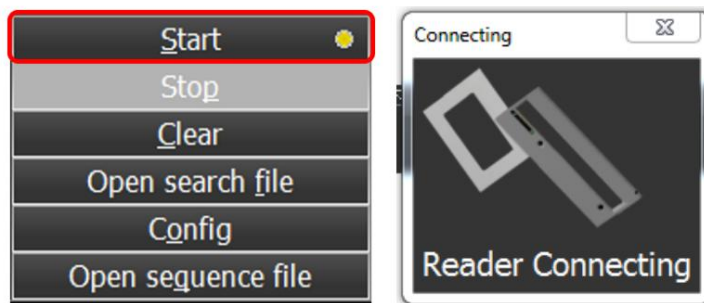 Start
Stop
Clear
Open search file
Config
Open sequence file
Connecting
Reader Connecting